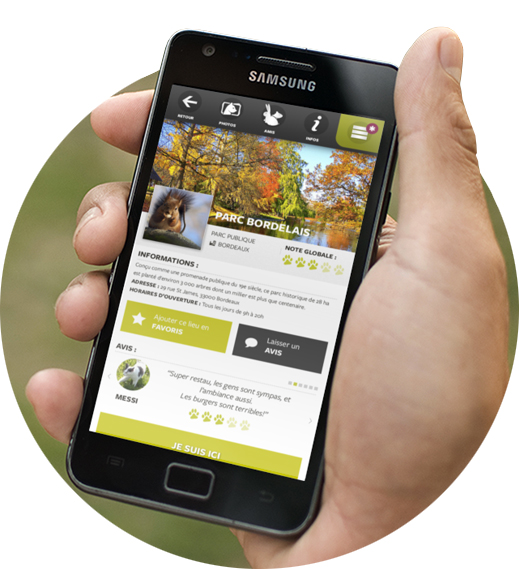 SAMSUNG
RETOUR
PHOTOS
AMIS
INFOS
PARC BORDELAIS
PARC PUBLIQUE
BORDEAUX
NOTE GLOBALE :
INFORMATIONS :
Conçu comme une promenade publique du 19e siècle, ce parc historique de 28 ha
est planté d'environ 3 000 arbres dont un millier est plus que centenaire.
ADRESSE : 29 rue St James, 33000 Bordeaux
HORAIRES D'OUVERTURE : Tous les jours de 9h à 20h
Ajouter ce lieu en
FAVORIS
Laisser un
AVIS
AVIS :
"Super restau, les gens sont sympas, et
l'ambiance aussi.
Les burgers sont terribles!"
MESSI
JE SUIS ICI